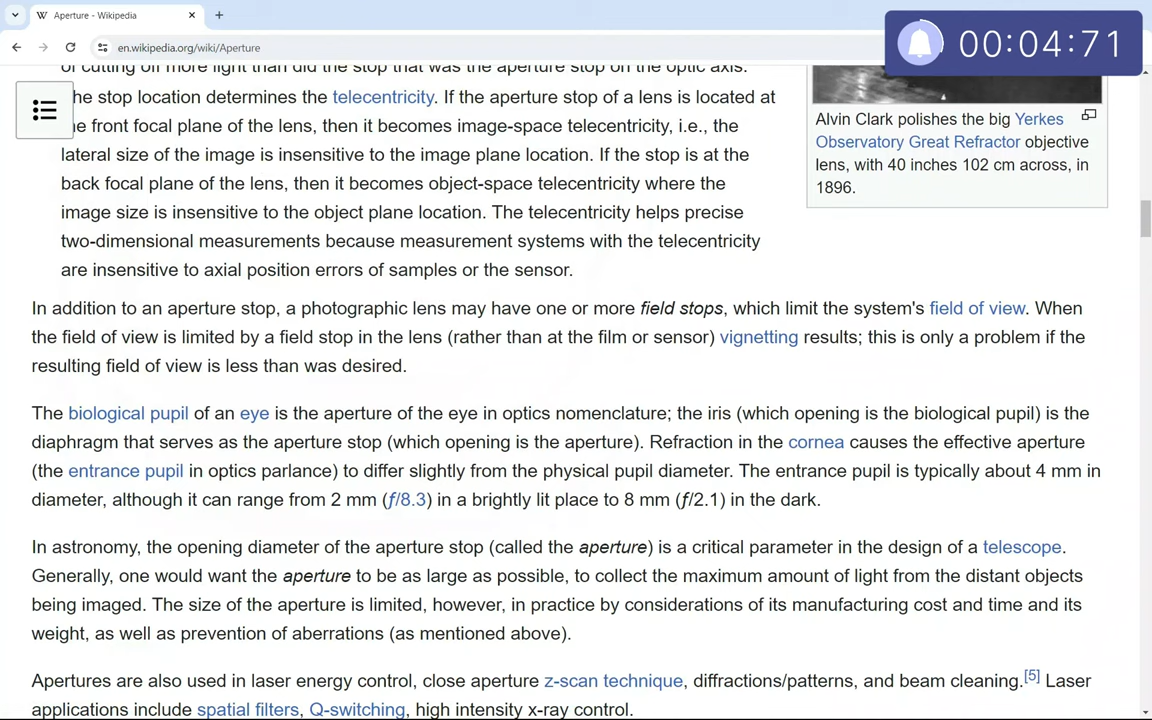 Aperture - Wikipedia
en.wikipedia.org/wiki/Aperture
00:04:71
of cutting off more light than did the stop that was the aperture stop on the optic axis.
he stop location determines the telecentricity. If the aperture stop of a lens is located at
e front focal plane of the lens, then it becomes image-space telecentricity, i.e., the
lateral size of the image is insensitive to the image plane location. If the stop is at the
back focal plane of the lens, then it becomes object-space telecentricity where the
image size is insensitive to the object plane location. The telecentricity helps precise
two-dimensional measurements because measurement systems with the telecentricity
are insensitive to axial position errors of samples or the sensor.
Alvin Clark polishes the big Yerkes
Observatory Great Refractor objective
lens, with 40 inches 102 cm across, in
1896.
In addition to an aperture stop, a photographic lens may have one or more field stops, which limit the system's field of view. When
the field of view is limited by a field stop in the lens (rather than at the film or sensor) vignetting results; this is only a problem if the
resulting field of view is less than was desired.
The biological pupil of an eye is the aperture of the eye in optics nomenclature; the iris (which opening is the biological pupil) is the
diaphragm that serves as the aperture stop (which opening is the aperture). Refraction in the cornea causes the effective aperture
(the entrance pupil in optics parlance) to differ slightly from the physical pupil diameter. The entrance pupil is typically about 4 mm in
diameter, although it can range from 2 mm (ƒ/8.3) in a brightly lit place to 8 mm (ƒ/2.1) in the dark.
In astronomy, the opening diameter of the aperture stop (called the aperture) is a critical parameter in the design of a telescope.
Generally, one would want the aperture to be as large as possible, to collect the maximum amount of light from the distant objects
being imaged. The size of the aperture is limited, however, in practice by considerations of its manufacturing cost and time and its
weight, as well as prevention of aberrations (as mentioned above).
Apertures are also used in laser energy control, close aperture z-scan technique, diffractions/patterns, and beam cleaning.[5] Laser
applications include spatial filters, Q-switching, high intensity x-ray control.